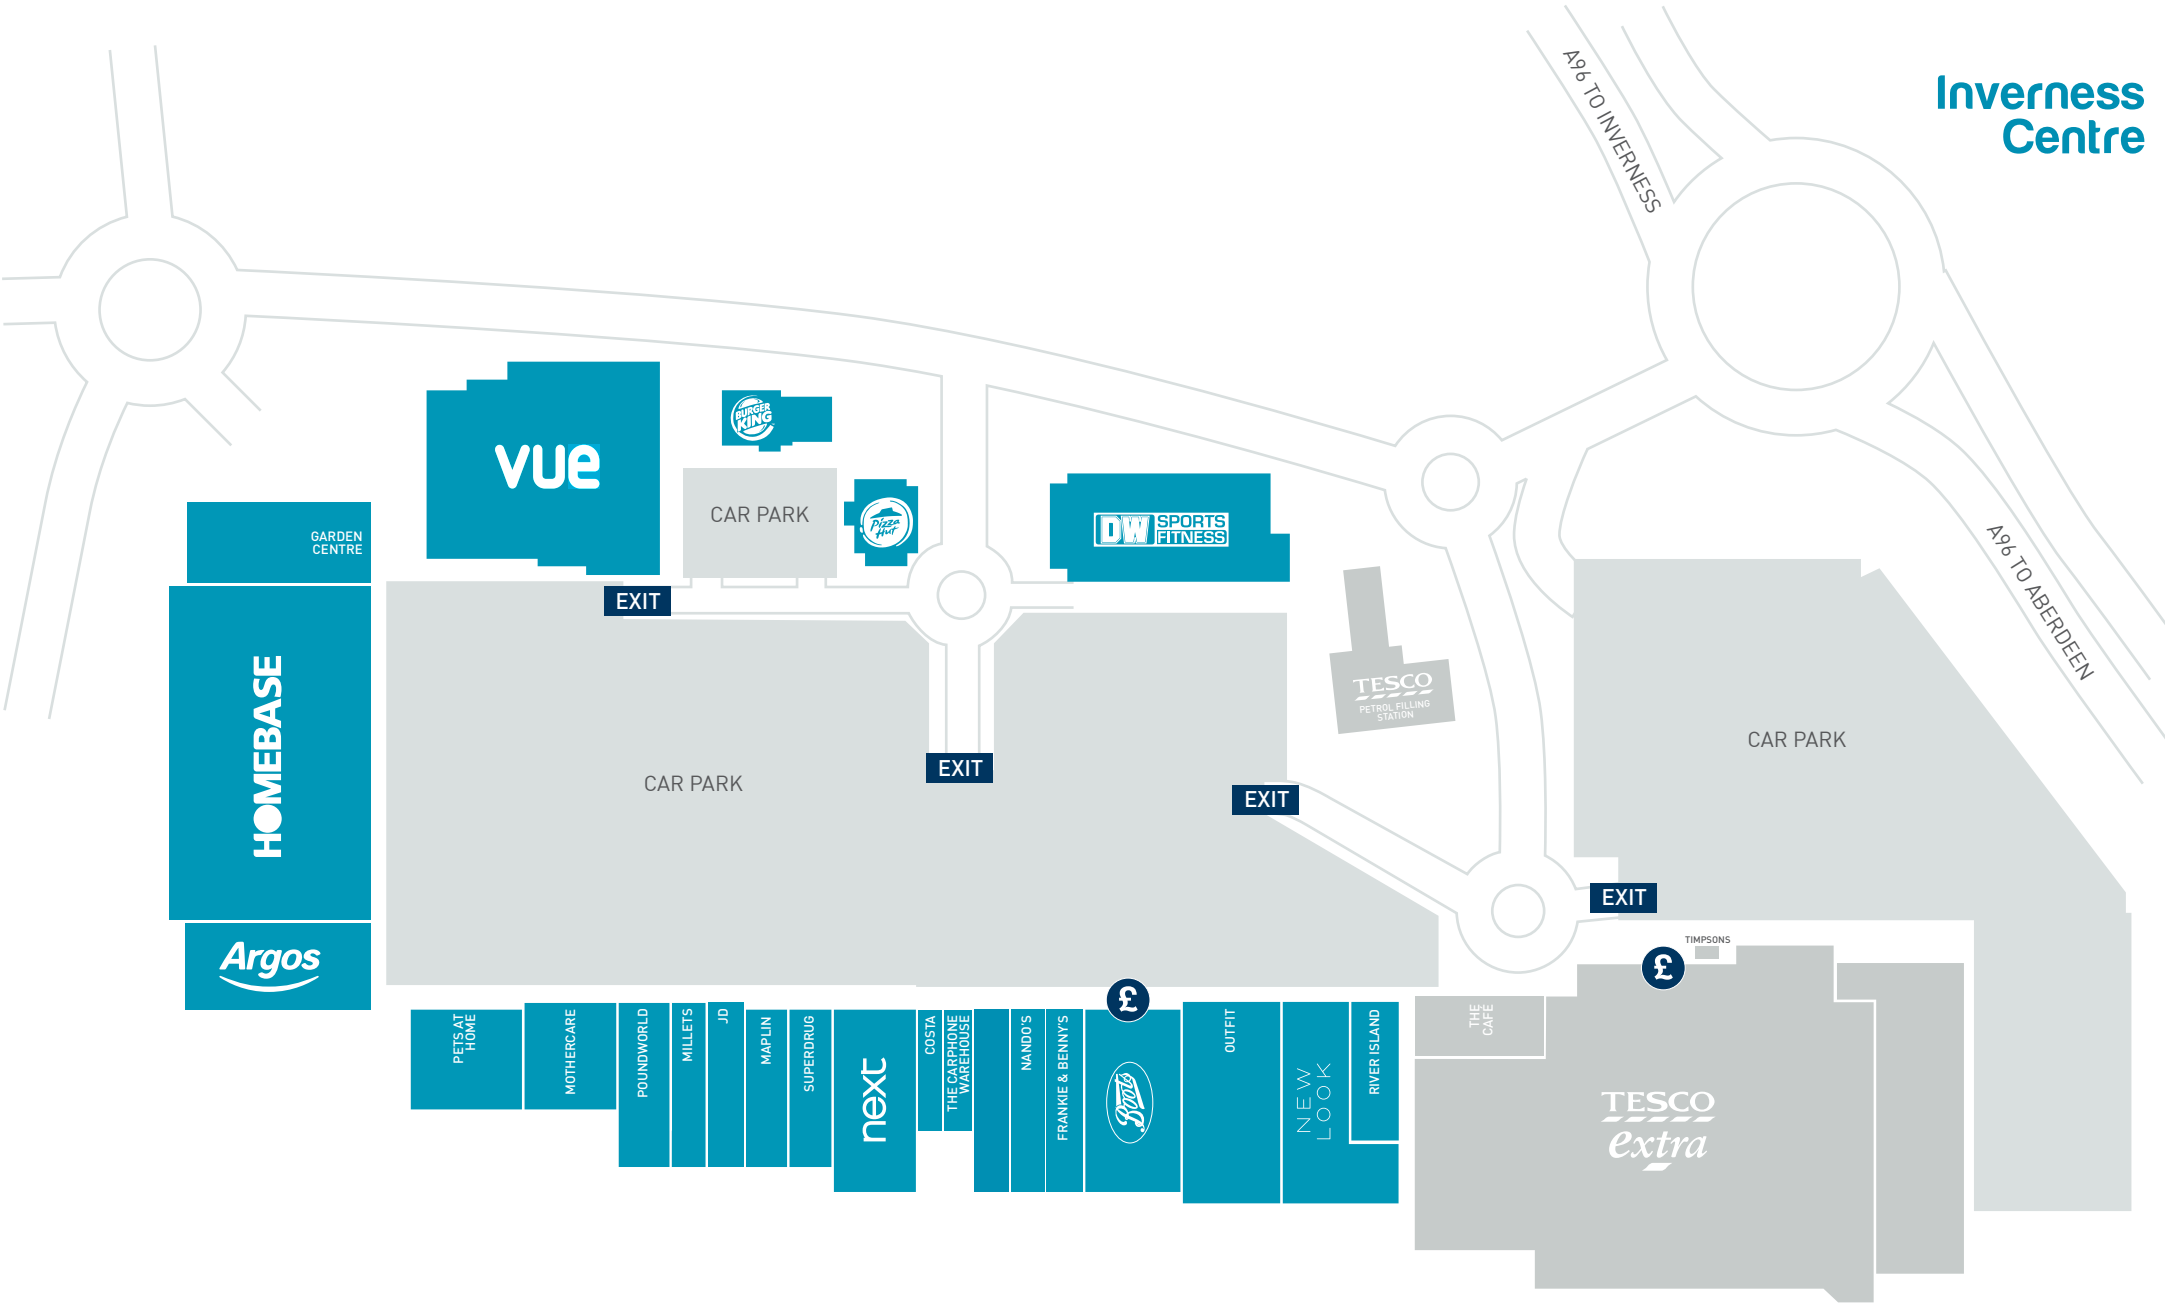 Inverness
Centre
A96 TO INVERNESS
A96 TO ABERDEEN
vue
BURGER
KING
CAR PARK
Pizza
Hut
DW SPORTS
FITNESS
GARDEN
CENTRE
HOMEBASE
Argos
EXIT
CAR PARK
EXIT
EXIT
TESCO
PETROL FILLING
STATION
CAR PARK
EXIT
TIMPSONS
£
£
PETS AT
HOME
MOTHERCARE
POUNDWORLD
MILLETS
JD
MAPLIN
SUPERDRUG
next
COSTA
THE CARPHONE
WAREHOUSE
NANDO'S
FRANKIE & BENNY'S
Boots
OUTFIT
NEW
LOOK
RIVER ISLAND
THE
CAFE
TESCO
extra